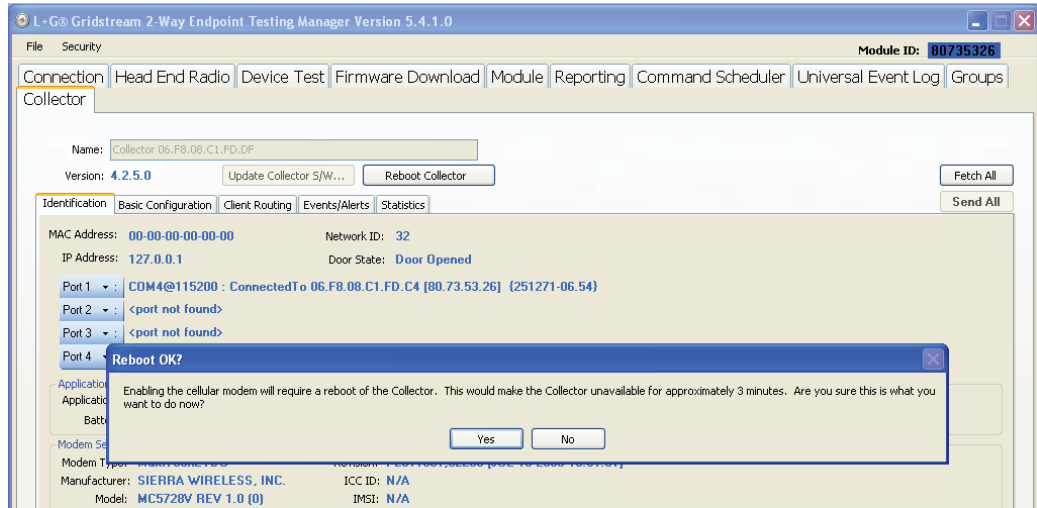 L+G® Gridstream 2-Way Endpoint Testing Manager Version 5.4.1.0
File Security
Module ID: 80735326
Connection Head End Radio Device Test Firmware Download Module Reporting Command Scheduler Universal Event Log Groups
Collector
Name: Collector 06.F8.08.C1.FD.DF
Version: 4.2.5.0 Update Collector S/W... Reboot Collector Fetch All
Identification Basic Configuration Client Routing Events/Alerts Statistics Send All
MAC Address: 00-00-00-00-00-00 Network ID: 32
IP Address: 127.0.0.1 Door State: Door Opened
Port 1 : COM4@115200 : ConnectedTo 06.F8.08.C1.FD.C4 [80.73.53.26] {251271-06.54}
Port 2 : <port not found>
Port 3 : <port not found>
Port 4
Reboot OK?
Enabling the cellular modem will require a reboot of the Collector. This would make the Collector unavailable for approximately 3 minutes. Are you sure this is what you
want to do now?
Yes No
Manufacturer: SIERRA WIRELESS, INC. ICC ID: N/A
Model: MC5728V REV 1.0 (0) IMSI: N/A